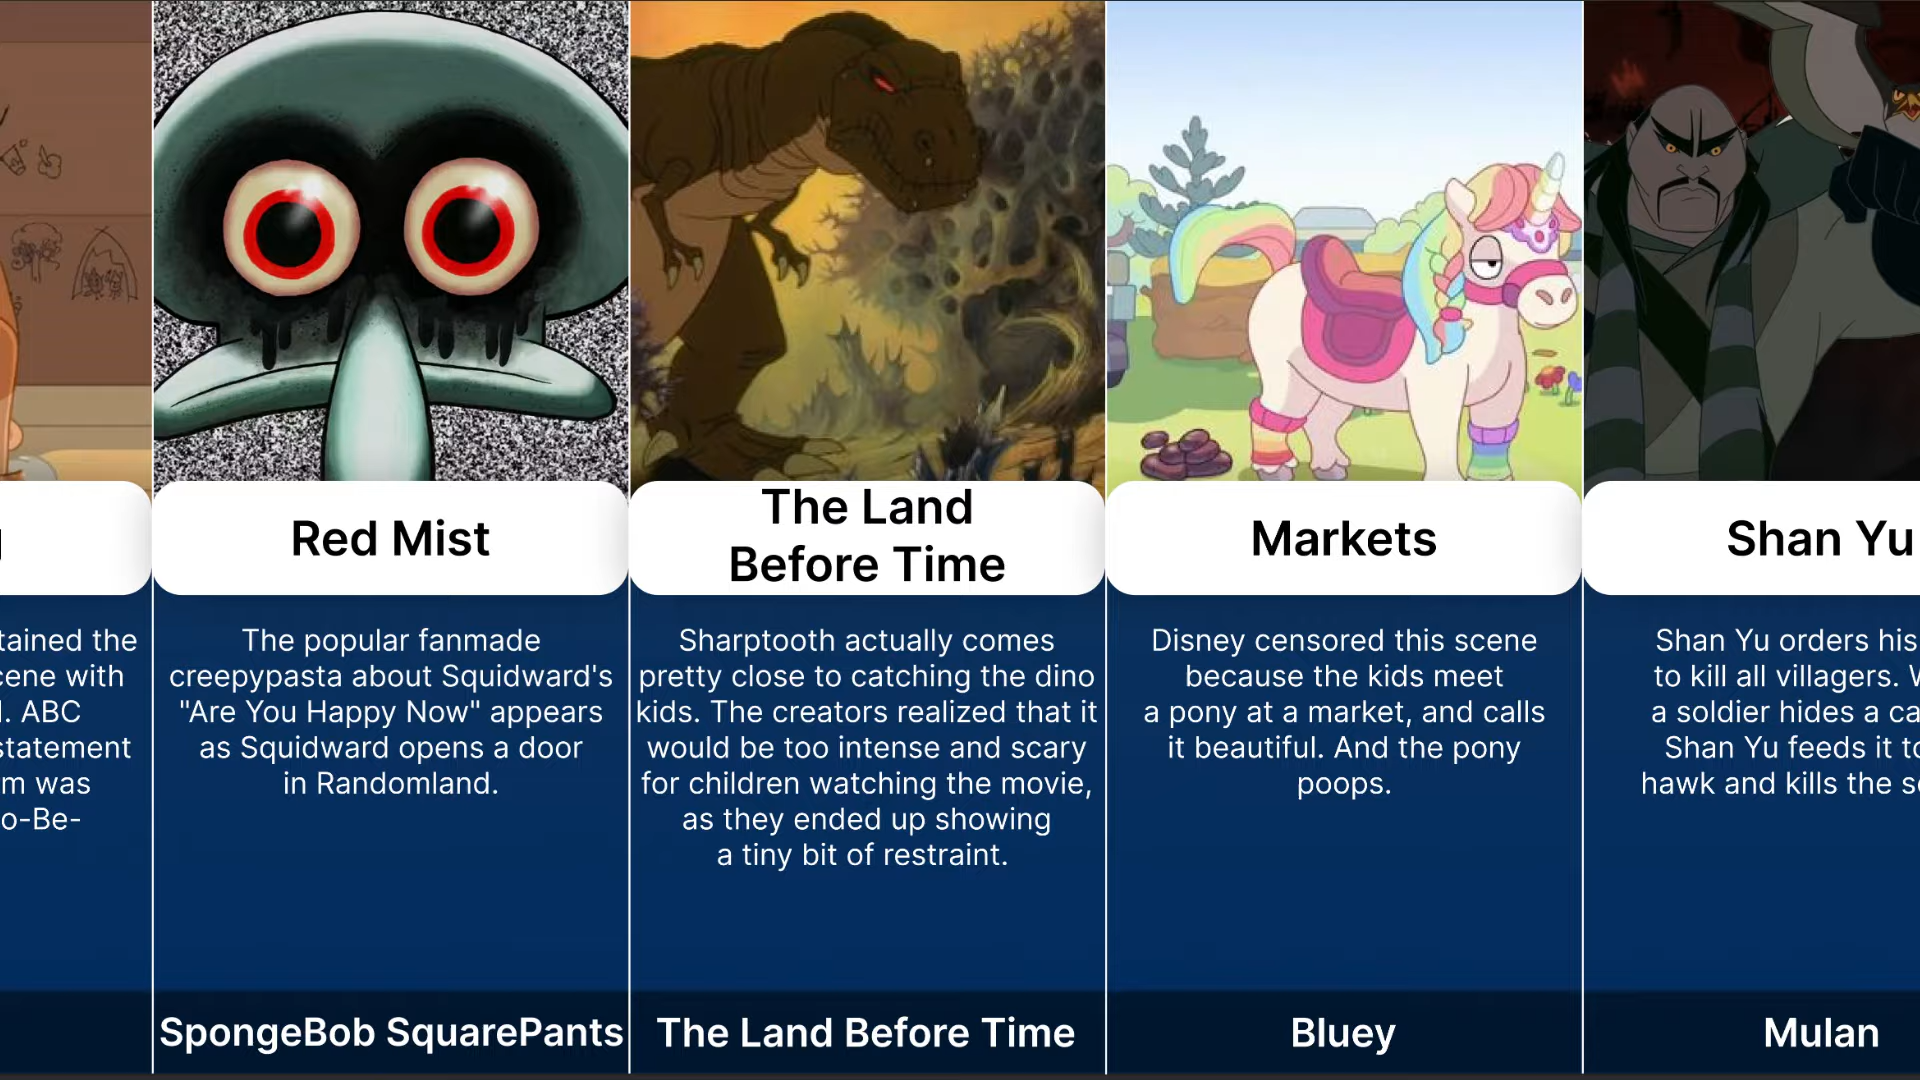 tained the
cene with
. ABC
statement
m was
o-Be-
Red Mist
The popular fanmade
creepypasta about Squidward's
"Are You Happy Now" appears
as Squidward opens a door
in Randomland.
SpongeBob SquarePants
The Land
Before Time
Sharptooth actually comes
pretty close to catching the dino
kids. The creators realized that it
would be too intense and scary
for children watching the movie,
as they ended up showing
a tiny bit of restraint.
The Land Before Time
Markets
Disney censored this scene
because the kids meet
a pony at a market, and calls
it beautiful. And the pony
poops.
Bluey
Shan Yu
Shan Yu orders his
to kill all villagers. W
a soldier hides a ca
Shan Yu feeds it to
hawk and kills the s
Mulan